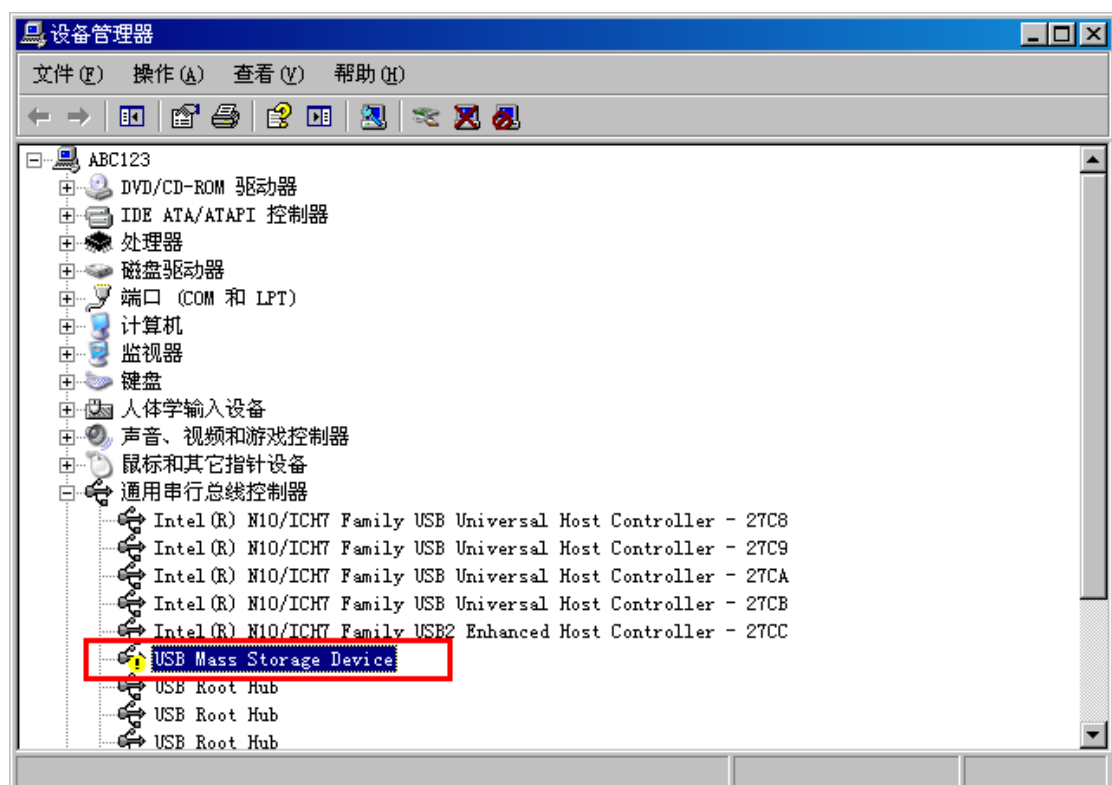 设备管理器
文件(F) 操作(A) 查看(V) 帮助(H)
ABC123
DVD/CD-ROM 驱动器
IDE ATA/ATAPI 控制器
处理器
磁盘驱动器
端口 (COM 和 LPT)
计算机
监视器
键盘
人体学输入设备
声音、视频和游戏控制器
鼠标和其它指针设备
通用串行总线控制器
Intel(R) N10/ICH7 Family USB Universal Host Controller - 27C8
Intel(R) N10/ICH7 Family USB Universal Host Controller - 27C9
Intel(R) N10/ICH7 Family USB Universal Host Controller - 27CA
Intel(R) N10/ICH7 Family USB Universal Host Controller - 27CB
Intel(R) N10/ICH7 Family USB2 Enhanced Host Controller - 27CC
USB Mass Storage Device
USB Root Hub
USB Root Hub
USB Root Hub